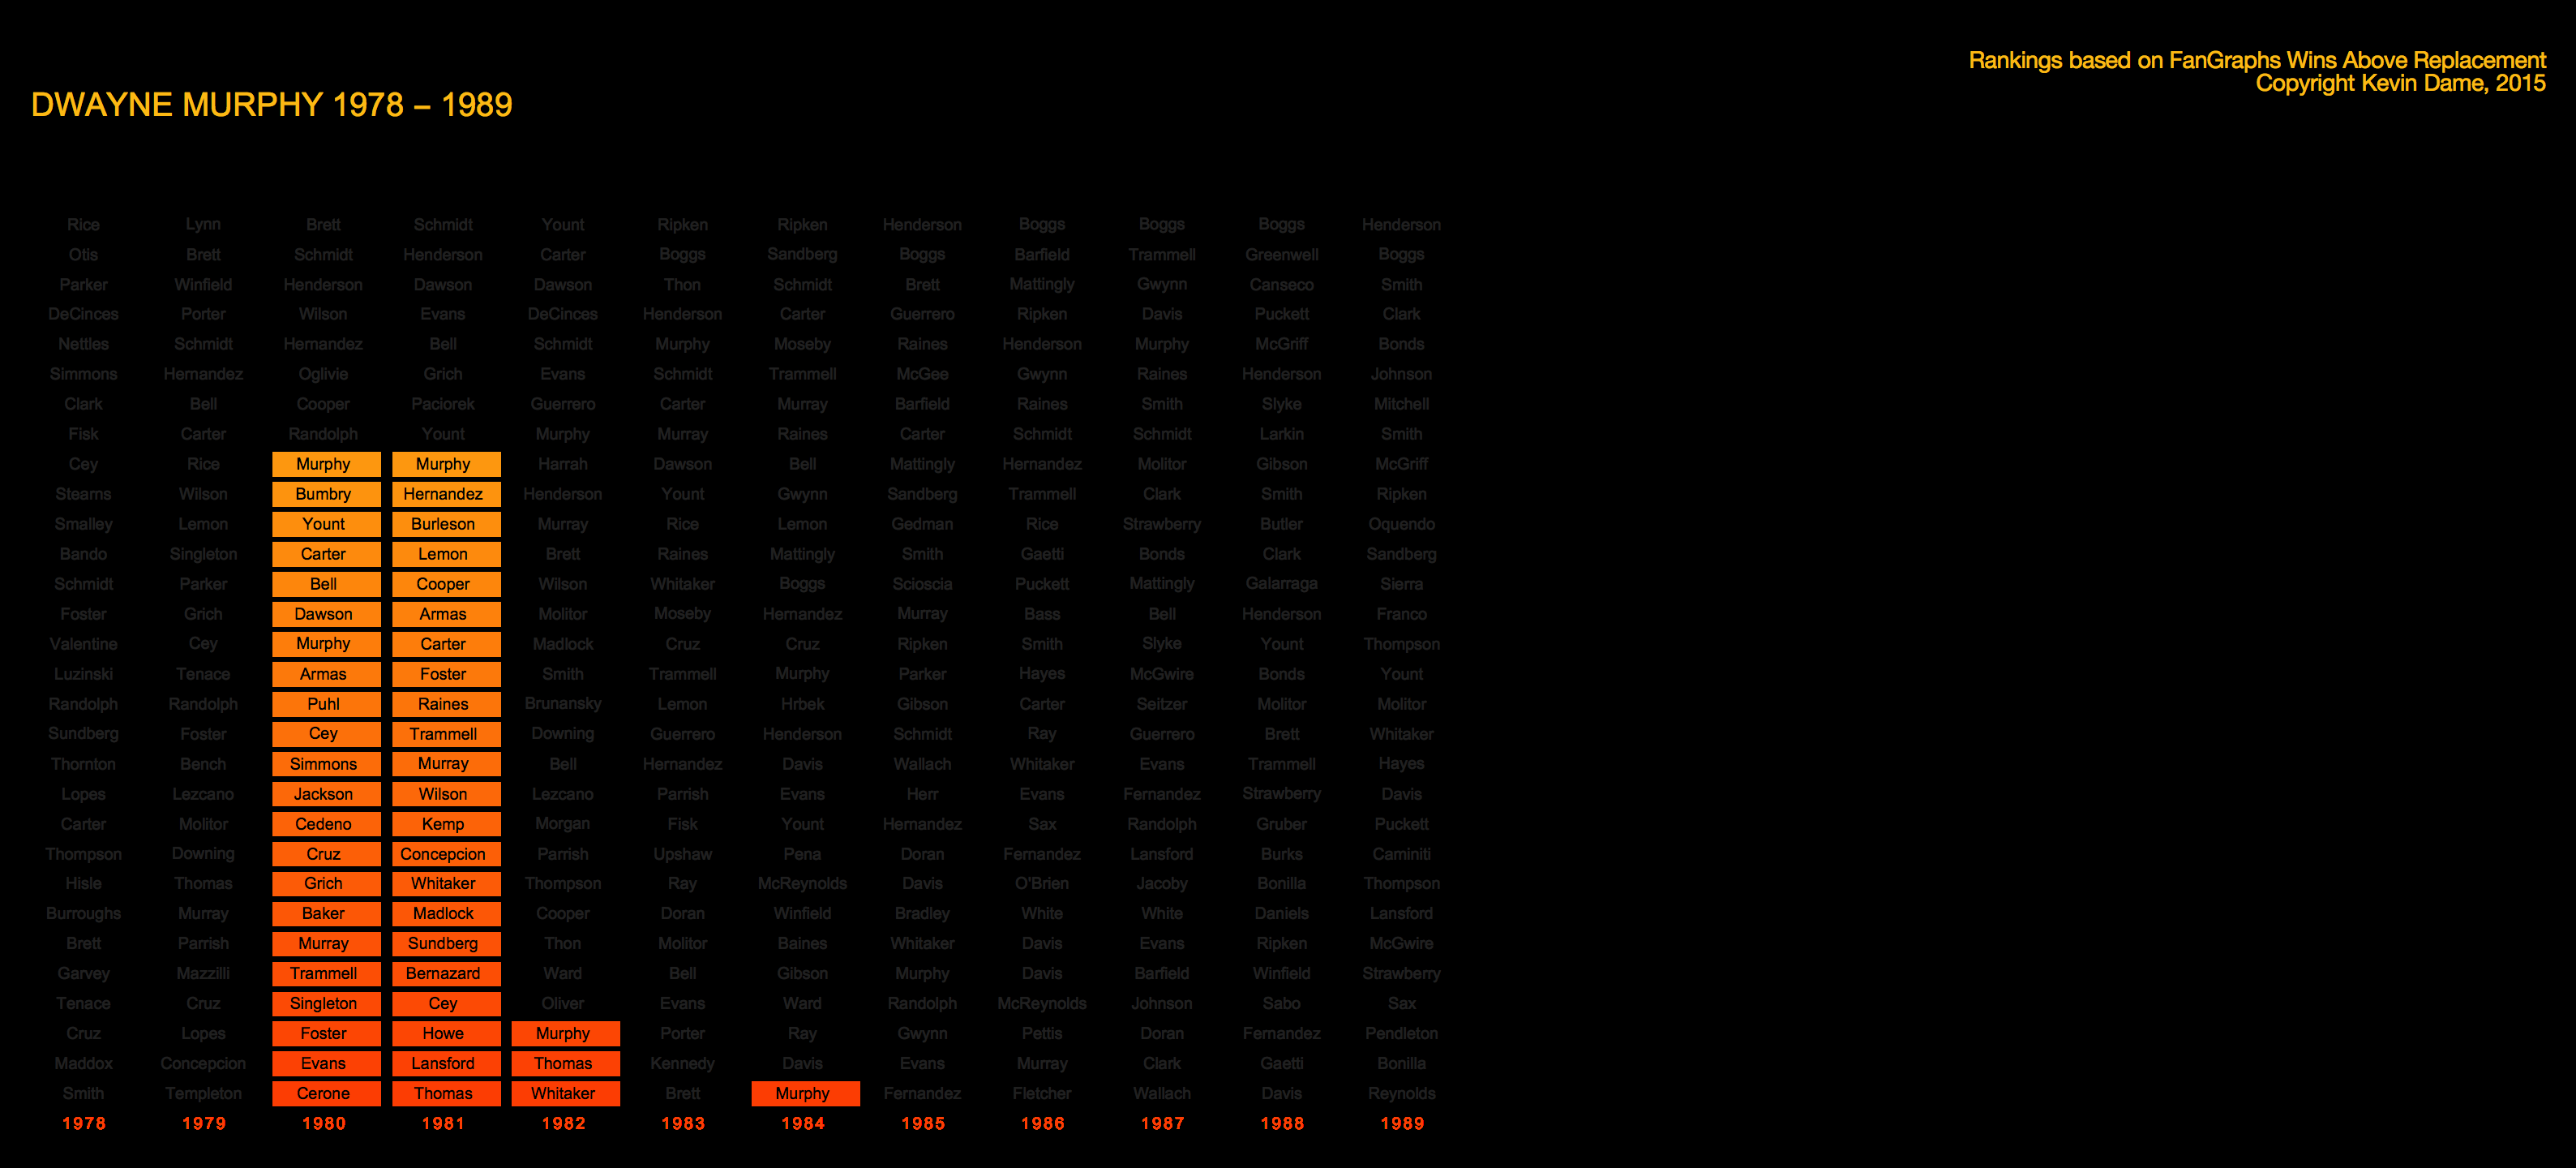 Rankings based on FanGraphs Wins Above Replacement
Copyright Kevin Dame, 2015
DWAYNE MURPHY 1978 – 1989
Rice Lynn Brett Schmidt Yount Ripken Ripken Henderson Boggs Boggs Boggs Henderson
Otis Brett Schmidt Henderson Carter Boggs Sandberg Boggs Barfield Trammell Greenwell Boggs
Parker Winfield Henderson Dawson Dawson Thon Schmidt Brett Mattingly Gwynn Canseco Smith
DeCinces Porter Wilson Evans DeCinces Henderson Carter Guerrero Ripken Davis Puckett Clark
Nettles Schmidt Hernandez Bell Schmidt Murphy Moseby Raines Henderson Murphy McGriff Bonds
Simmons Hernandez Oglivie Grich Evans Schmidt Trammell McGee Gwynn Raines Henderson Johnson
Clark Bell Cooper Paciorek Guerrero Carter Murray Barfield Raines Smith Slyke Mitchell
Fisk Carter Randolph Yount Murphy Murray Raines Carter Schmidt Schmidt Larkin Smith
Cey Rice Murphy Murphy Harrah Dawson Bell Mattingly Hernandez Molitor Gibson McGriff
Stearns Wilson Bumbry Hernandez Henderson Yount Gwynn Sandberg Trammell Clark Smith Ripken
Smalley Lemon Yount Burleson Murray Rice Lemon Gedman Rice Strawberry Butler Oquendo
Bando Singleton Carter Lemon Brett Raines Mattingly Smith Gaetti Bonds Clark Sandberg
Schmidt Parker Bell Cooper Wilson Whitaker Boggs Scioscia Puckett Mattingly Galarraga Sierra
Foster Grich Dawson Armas Molitor Moseby Hernandez Murray Bass Bell Henderson Franco
Valentine Cey Murphy Carter Madlock Cruz Cruz Ripken Smith Slyke Yount Thompson
Luzinski Tenace Armas Foster Smith Trammell Murphy Parker Hayes McGwire Bonds Yount
Randolph Randolph Puhl Raines Brunansky Lemon Hrbek Gibson Carter Seitzer Molitor Molitor
Sundberg Foster Cey Trammell Downing Guerrero Henderson Schmidt Ray Guerrero Brett Whitaker
Thornton Bench Simmons Murray Bell Hernandez Davis Wallach Whitaker Evans Trammell Hayes
Lopes Lezcano Jackson Wilson Lezcano Parrish Evans Herr Evans Fernandez Strawberry Davis
Carter Molitor Cedeno Kemp Morgan Fisk Yount Hernandez Sax Randolph Gruber Puckett
Thompson Downing Cruz Concepcion Parrish Upshaw Pena Doran Fernandez Lansford Burks Caminiti
Hisle Thomas Grich Whitaker Thompson Ray McReynolds Davis O'Brien Jacoby Bonilla Thompson
Burroughs Murray Baker Madlock Cooper Doran Winfield Bradley White White Daniels Lansford
Brett Parrish Murray Sundberg Thon Molitor Baines Whitaker Davis Evans Ripken McGwire
Garvey Mazzilli Trammell Bernazard Ward Bell Gibson Murphy Davis Barfield Winfield Strawberry
Tenace Cruz Singleton Cey Oliver Evans Ward Randolph McReynolds Johnson Sabo Sax
Cruz Lopes Foster Howe Murphy Porter Ray Gwynn Pettis Doran Fernandez Pendleton
Maddox Concepcion Evans Lansford Thomas Kennedy Davis Evans Murray Clark Gaetti Bonilla
Smith Templeton Cerone Thomas Whitaker Brett Murphy Fernandez Fletcher Wallach Davis Reynolds
1978 1979 1980 1981 1982 1983 1984 1985 1986 1987 1988 1989